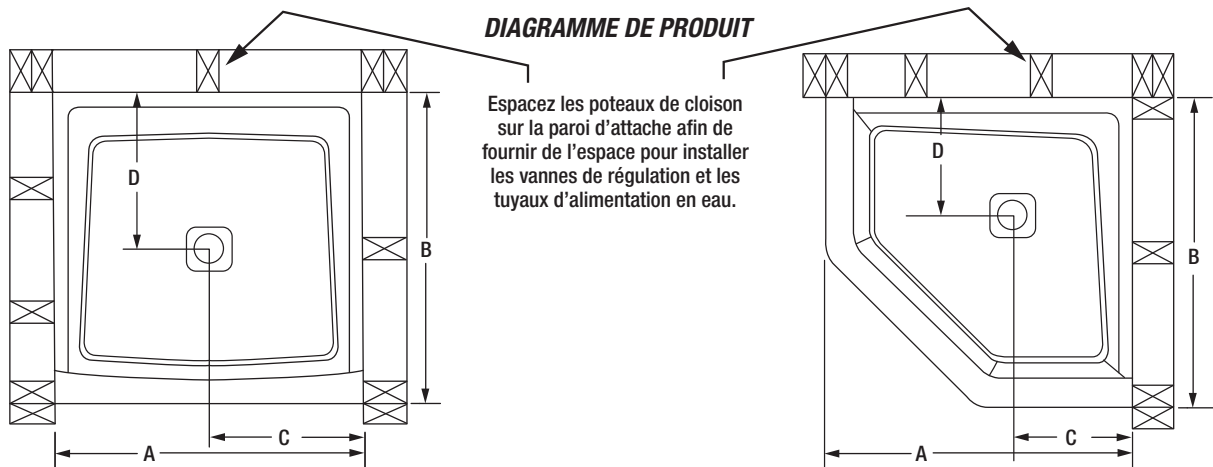 DIAGRAMME DE PRODUIT
Espacez les poteaux de cloison
sur la paroi d'attache afin de
fournir de l'espace pour installer
les vannes de régulation et les
tuyaux d'alimentation en eau.
D
B
C
A
D
B
C
A